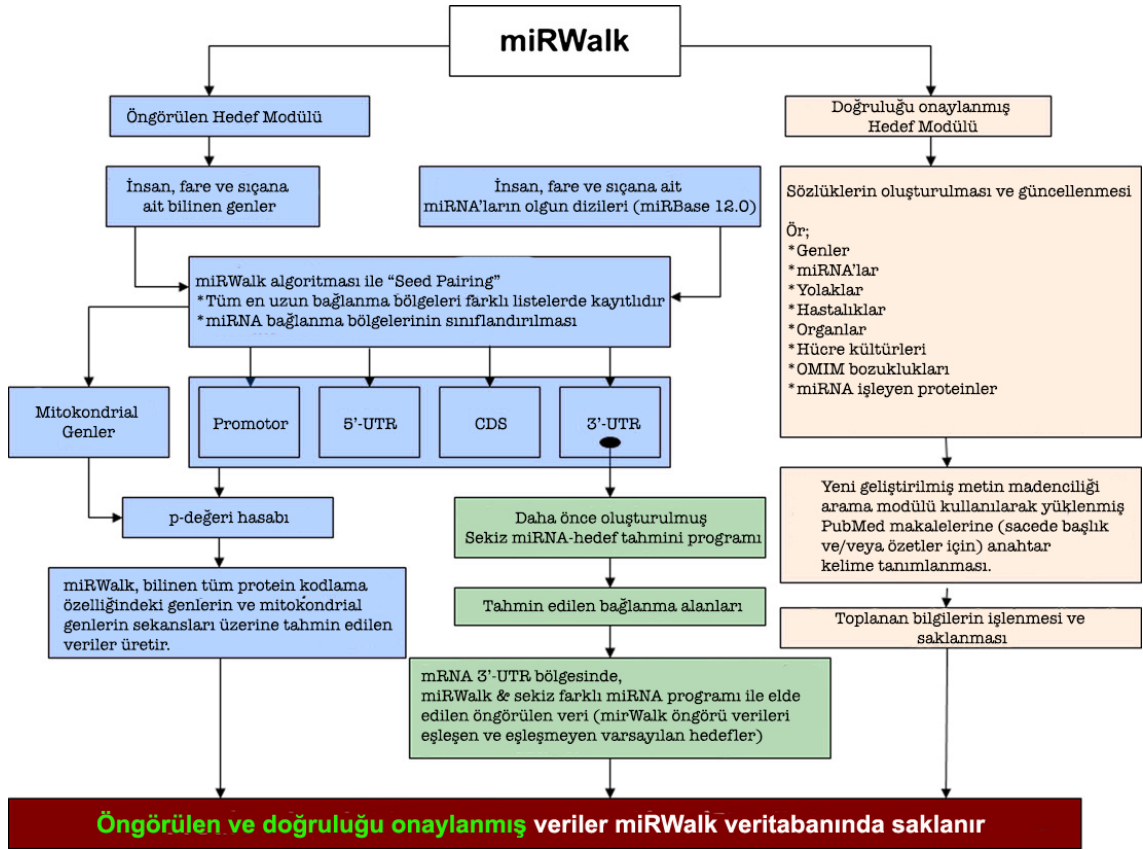 miRWalk
Öngörülen Hedef Modülü
Doğruluğu onaylanmış
Hedef Modülü
İnsan, fare ve sıçana
ait bilinen genler
İnsan, fare ve sıçana ait
miRNA'ların olgun dizileri (miRBase 12.0)
Sözlüklerin oluşturulması ve güncellenmesi
Ör;
*Genler
*miRNA'lar
*Yolaklar
*Hastalıklar
*Organlar
*Hücre kültürleri
*OMIM bozuklukları
*miRNA işleyen proteinler
miRWalk algoritması ile “Seed Pairing”
*Tüm en uzun bağlanma bölgeleri farklı listelerde kayıtlıdır
*miRNA bağlanma bölgelerinin sınıflandırılması
Mitokondrial
Genler
Promotor
5'-UTR
CDS
3'-UTR
p-değeri hasabı
Daha önce oluşturulmuş
Sekiz miRNA-hedef tahmini programı
Yeni geliştirilmiş metin madenciliği
arama modülü kullanılarak yüklenmiş
PubMed makalelerine (sacede başlık
ve/veya özetler için) anahtar
kelime tanımlanması.
miRWalk, bilinen tüm protein kodlama
özelliğindeki genlerin ve mitokondrial
genlerin sekansları üzerine tahmin edilen
veriler üretir.
Tahmin edilen bağlanma alanları
Toplanan bilgilerin işlenmesi ve
saklanması
mRNA 3'-UTR bölgesinde,
miRWalk & sekiz farklı miRNA programı ile elde
edilen öngörülen veri (mirWalk öngörü verileri
eşleşen ve eşleşmeyen varsayılan hedefler)
Öngörülen ve doğruluğu onaylanmış veriler miRWalk veritabanında saklanır